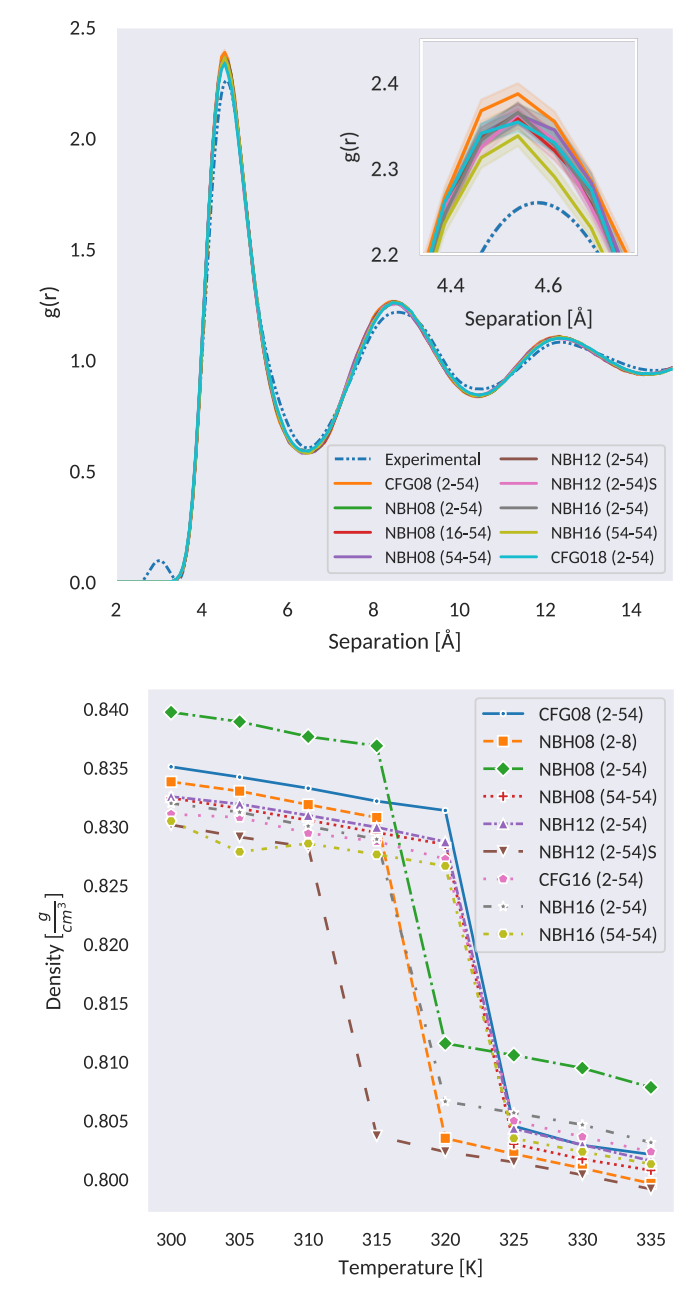 2.5
2.0
1.5
1.0
0.5
0.0
g(r)
2.4
2.3
2.2
g(r)
4.4 4.6
Separation [Å]
Experimental
CFG08 (2-54)
NBH08 (2-54)
NBH08 (16-54)
NBH08 (54-54)
NBH12 (2-54)
NBH12 (2-54)S
NBH16 (2-54)
NBH16 (54-54)
CFG018 (2-54)
2 4 6 8 10 12 14
Separation [Å]
0.840
0.835
0.830
0.825
0.820
0.815
0.810
0.805
0.800
Density [g/cm³]
CFG08 (2-54)
NBH08 (2-8)
NBH08 (2-54)
NBH08 (54-54)
NBH12 (2-54)
NBH12 (2-54)S
CFG16 (2-54)
NBH16 (2-54)
NBH16 (54-54)
300 305 310 315 320 325 330 335
Temperature [K]